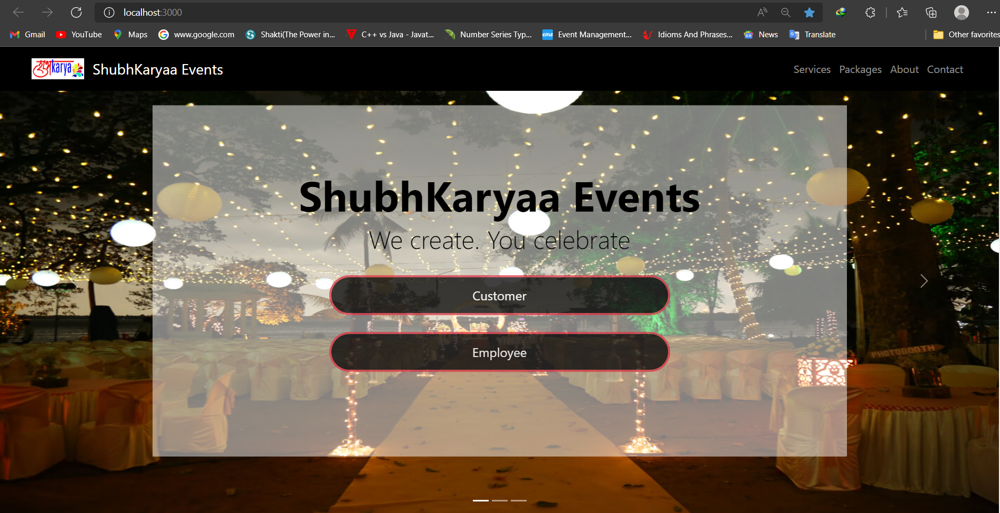 localhost:3000
Gmail YouTube Maps www.google.com Shakti(The Power in... C++ vs Java - Javat... Number Series Typ... Event Management... Idioms And Phrases... News Translate Other favorites
शुभkarya ShubhKaryaa Events Services Packages About Contact
ShubhKaryaa Events
We create. You celebrate
Customer
Employee
PHOTOBOOTH